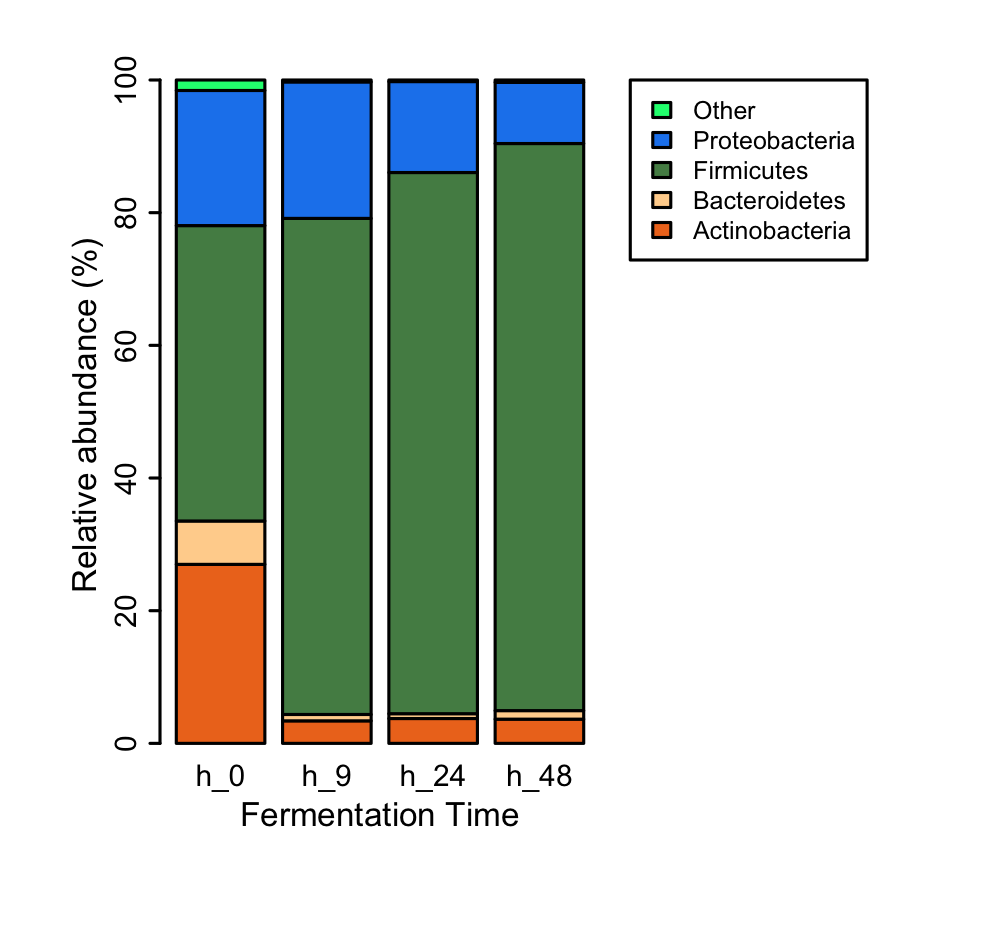 Relative abundance (%)
100
80
60
40
20
0
h_0 h_9 h_24 h_48
Fermentation Time
Other
Proteobacteria
Firmicutes
Bacteroidetes
Actinobacteria